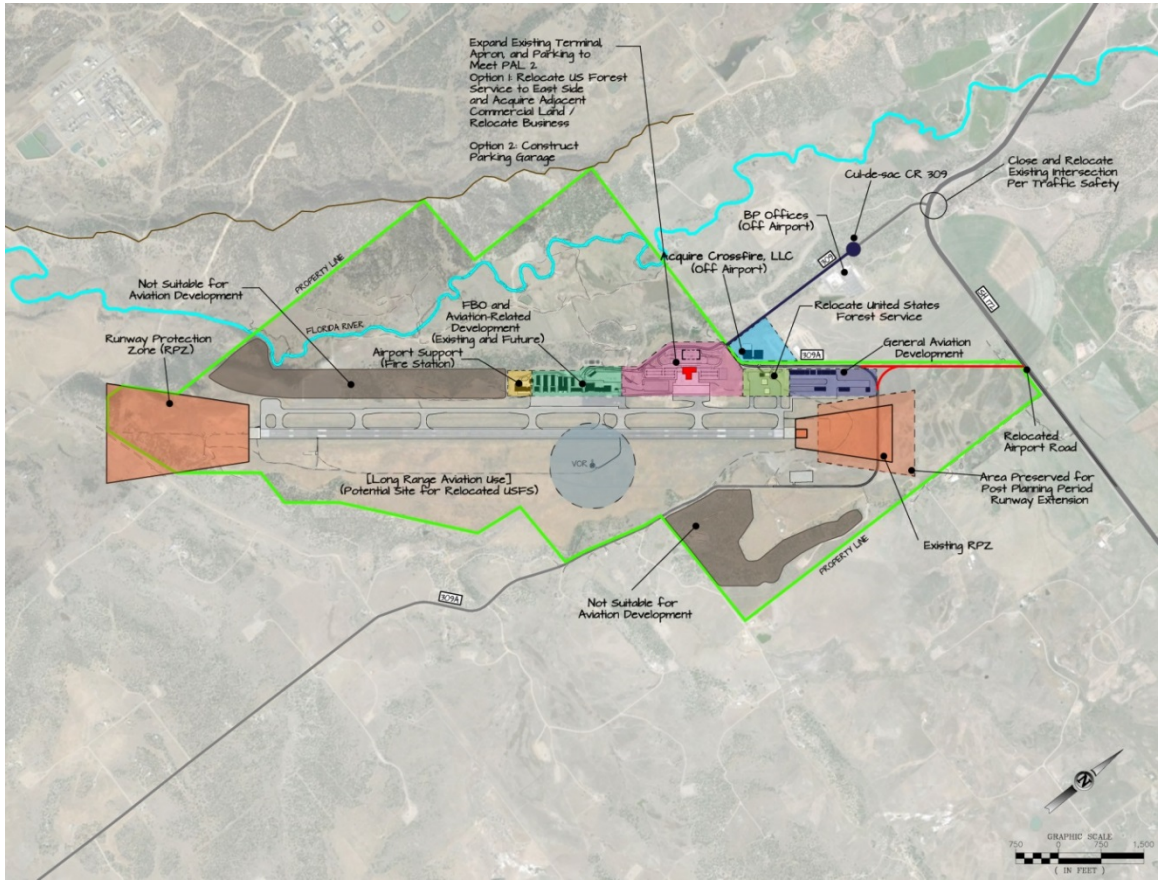 Expand Existing Terminal,
Apron, and Parking to
Meet PAL 2
Option 1: Relocate US Forest
Service to East Side
and Acquire Adjacent
Commercial Land /
Relocate Business
Option 2: Construct
Parking Garage
Close and Relocate
Existing Intersection
Per Traffic Safety
Cul-de-sac CR 309
BP Offices
(Off Airport)
309
Acquire Crossfire, LLC
(Off Airport)
PROPERTY LINE
Not Suitable for
Aviation Development
SH 172
FLORIDA RIVER
FBO and
Aviation-Related
Development
(Existing and Future)
Relocate United States
Forest Service
Runway Protection
Zone (RPZ)
Airport Support
(Fire Station)
309A
General Aviation
Development
Relocated
Airport Road
VOR
[Long Range Aviation Use]
(Potential Site for Relocated USFS)
Area Preserved for
Post Planning Period
Runway Extension
Existing RPZ
PROPERTY LINE
309A
Not Suitable for
Aviation Development
N
GRAPHIC SCALE
750 0 750 1,500
( IN FEET )